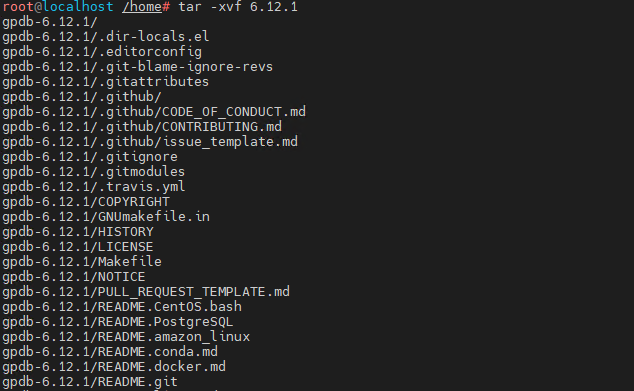 root@localhost /home# tar -xvf 6.12.1
gpdb-6.12.1/
gpdb-6.12.1/.dir-locals.el
gpdb-6.12.1/.editorconfig
gpdb-6.12.1/.git-blame-ignore-revs
gpdb-6.12.1/.gitattributes
gpdb-6.12.1/.github/
gpdb-6.12.1/.github/CODE_OF_CONDUCT.md
gpdb-6.12.1/.github/CONTRIBUTING.md
gpdb-6.12.1/.github/issue_template.md
gpdb-6.12.1/.gitignore
gpdb-6.12.1/.gitmodules
gpdb-6.12.1/.travis.yml
gpdb-6.12.1/COPYRIGHT
gpdb-6.12.1/GNUmakefile.in
gpdb-6.12.1/HISTORY
gpdb-6.12.1/LICENSE
gpdb-6.12.1/Makefile
gpdb-6.12.1/NOTICE
gpdb-6.12.1/PULL_REQUEST_TEMPLATE.md
gpdb-6.12.1/README.CentOS.bash
gpdb-6.12.1/README.PostgreSQL
gpdb-6.12.1/README.amazon_linux
gpdb-6.12.1/README.conda.md
gpdb-6.12.1/README.docker.md
gpdb-6.12.1/README.git